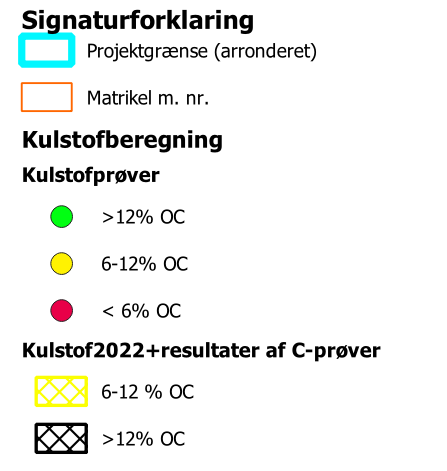 Signaturforklaring
Projektgrænse (arronderet)
Matrikel m. nr.
Kulstofberegning
Kulstofprøver
>12% OC
6-12% OC
< 6% OC
Kulstof2022+resultater af C-prøver
6-12 % OC
>12% OC